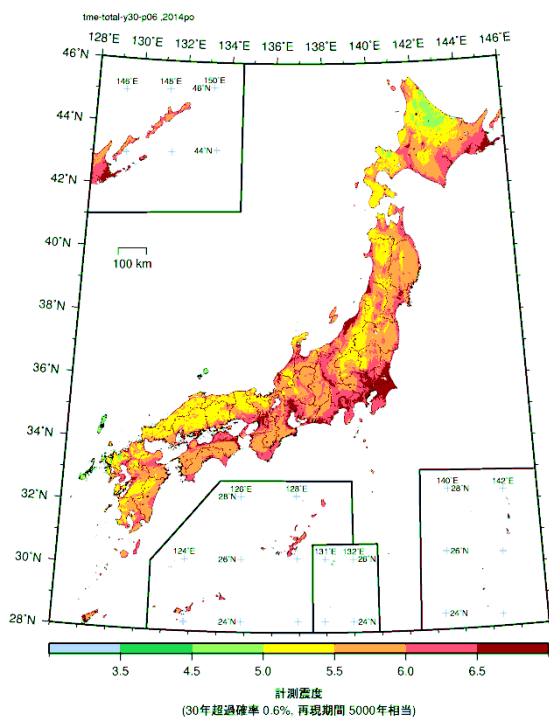 tme-total-y30-p06 ,2014po
128°E 130°E 132°E 134°E 136°E 138°E 140°E 142°E 144°E 146°E
46°N
146°E 148°E 150°E
46°N
44°N
44°N
42°N
42°N
40°N
100 km
38°N
36°N
34°N
32°N
126°E 128°E
28°N
140°E 142°E
28°N
30°N
124°E
131°E 132°E
26°N
26°N
26°N
28°N
24°N
24°N
24°N
3.5 4.5 5.0 5.5 6.0 6.5
計測震度
(30年超過確率 0.6%, 再現期間 5000年相当)